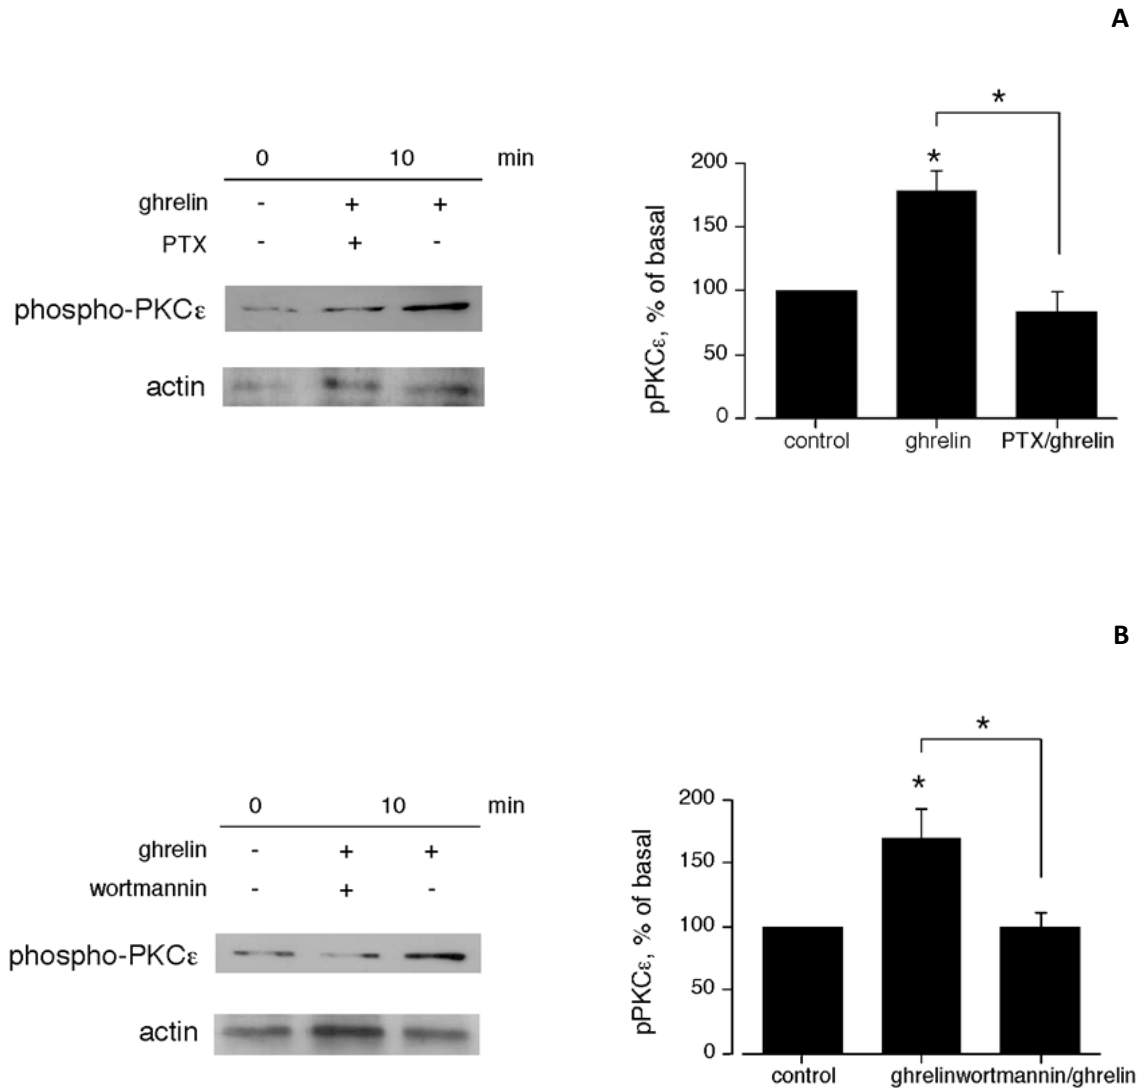 A
0 10 min
ghrelin - + +
PTX - + -
phospho-PKCε
actin
*
*
200
150
100
50
0
pPKCε, % of basal
control ghrelin PTX/ghrelin
B
0 10 min
ghrelin - + +
wortmannin - + -
phospho-PKCε
actin
*
*
200
150
100
50
0
pPKCε, % of basal
control ghrelinwortmannin/ghrelin